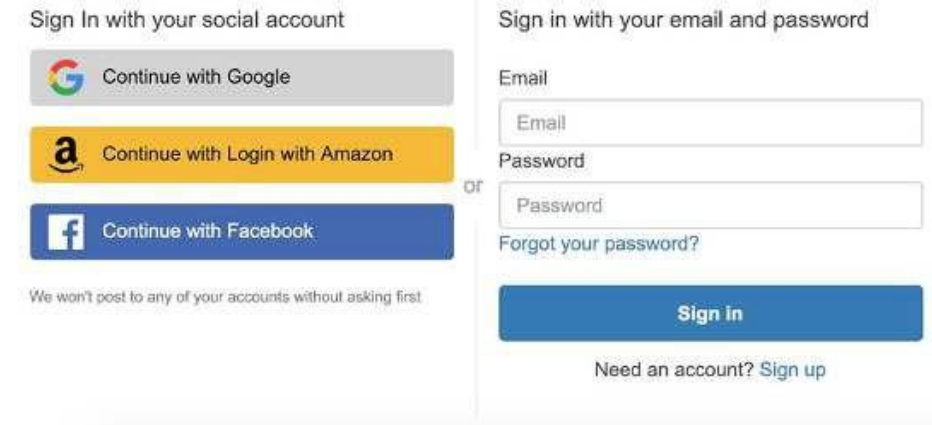 Sign In with your social account
Continue with Google
Continue with Login with Amazon
Continue with Facebook
We won't post to any of your accounts without asking first
or
Sign in with your email and password
Email
Email
Password
Password
Forgot your password?
Sign in
Need an account? Sign up